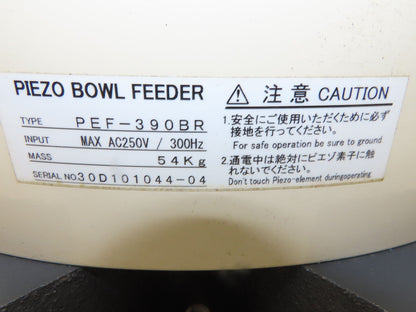 PIEZO BOWL FEEDER
TYPE PEF-390BR
INPUT MAX AC250V / 300Hz
MASS 54Kg
SERIAL NO.30D101044-04
⚠ 注意 CAUTION
1.安全にご使用いただくために必ず
接地を行ってください。
For safe operation be sure to ground
2.通電中は絶対にピエゾ素子に触
れないでください。
Don't touch Piezo-element duringoperating.